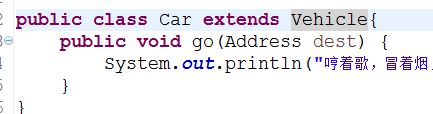 public class Car extends Vehicle{
public void go(Address dest) {
System.out.println("哼着歌，冒着烟
}
}